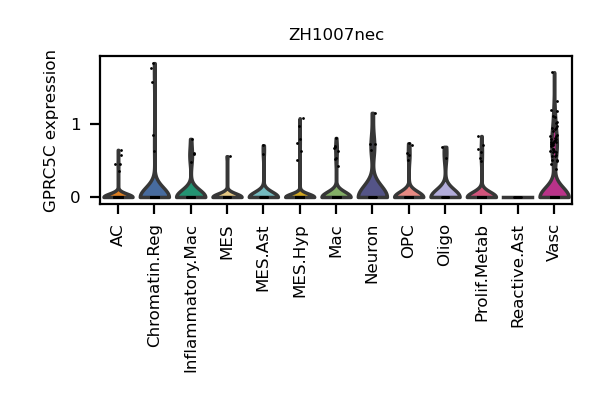 ZH1007nec
GPRC5C expression
1
0
AC
Chromatin.Reg
Inflammatory.Mac
MES
MES.Ast
MES.Hyp
Mac
Neuron
OPC
Oligo
Prolif.Metab
Reactive.Ast
Vasc